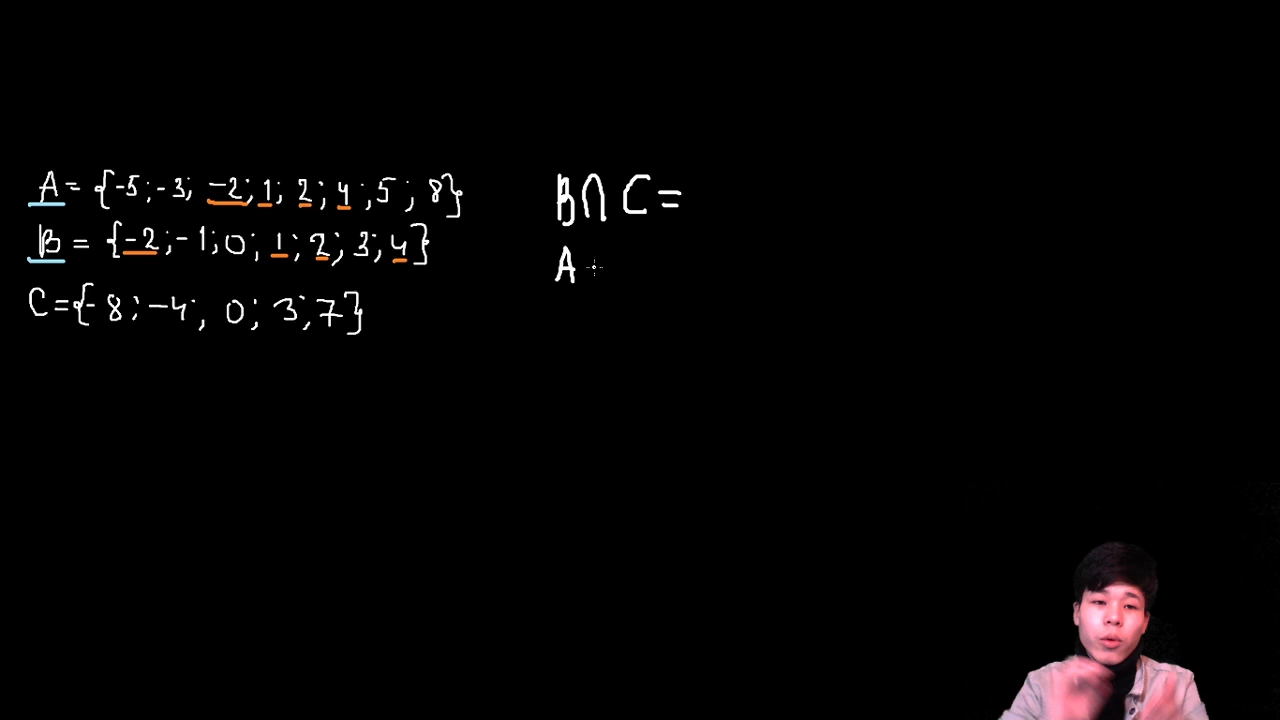 A= {-5; -3; -2; 1; 2; 4; 5; 8}
B = {-2; -1; 0; 1; 2; 3; 4}
C={-8; -4; 0; 3; 7}
B∩C=
A